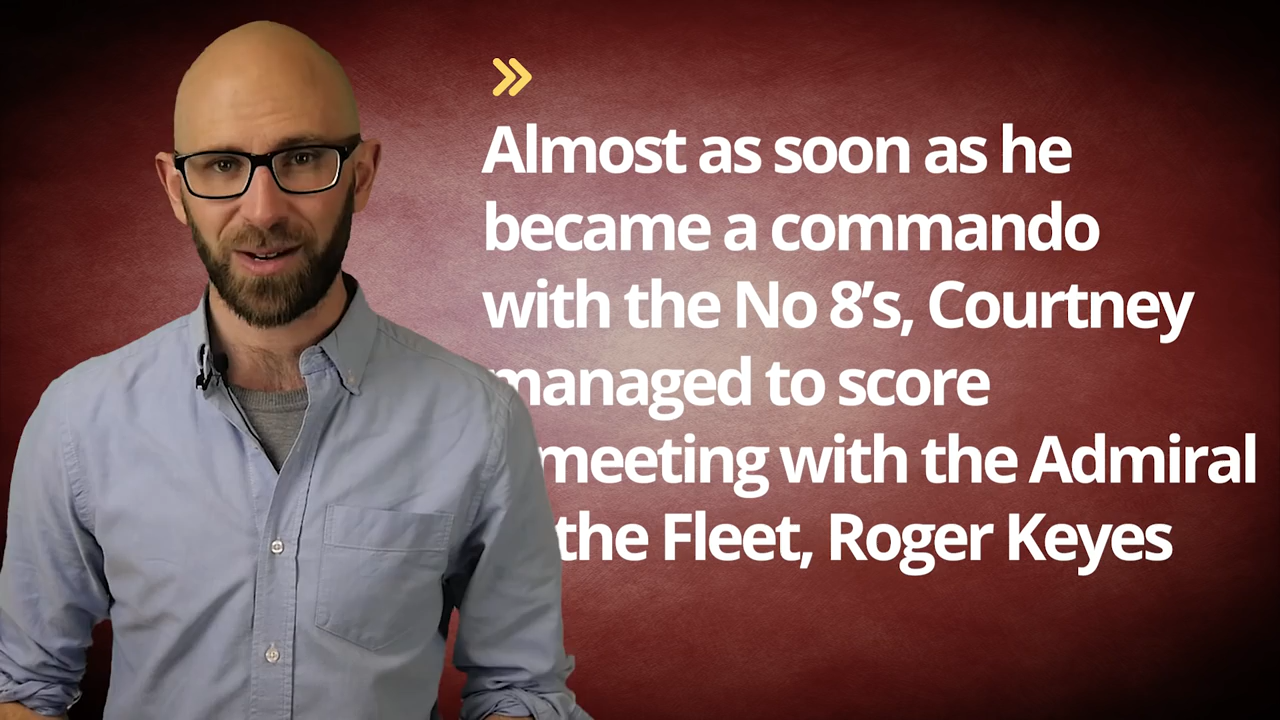 Almost as soon as he
became a commando
with the No 8’s, Courtney
managed to score
meeting with the Admiral
the Fleet, Roger Keyes